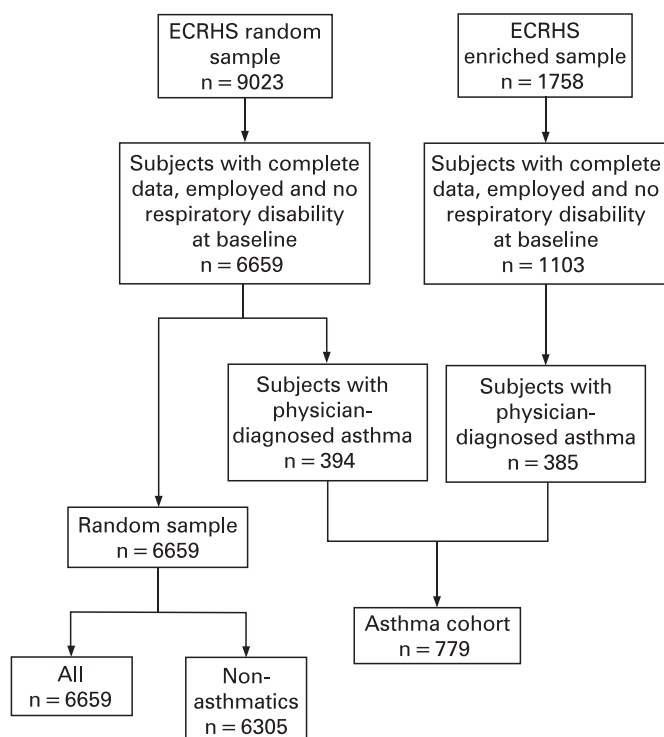 ECRHS random
sample
n = 9023
ECRHS
enriched sample
n = 1758
Subjects with complete
data, employed and no
respiratory disability
at baseline
n = 6659
Subjects with complete
data, employed and no
respiratory disability
at baseline
n = 1103
Subjects with
physician-
diagnosed asthma
n = 394
Subjects with
physician-
diagnosed asthma
n = 385
Random sample
n = 6659
Asthma cohort
n = 779
All
n = 6659
Non-
asthmatics
n = 6305